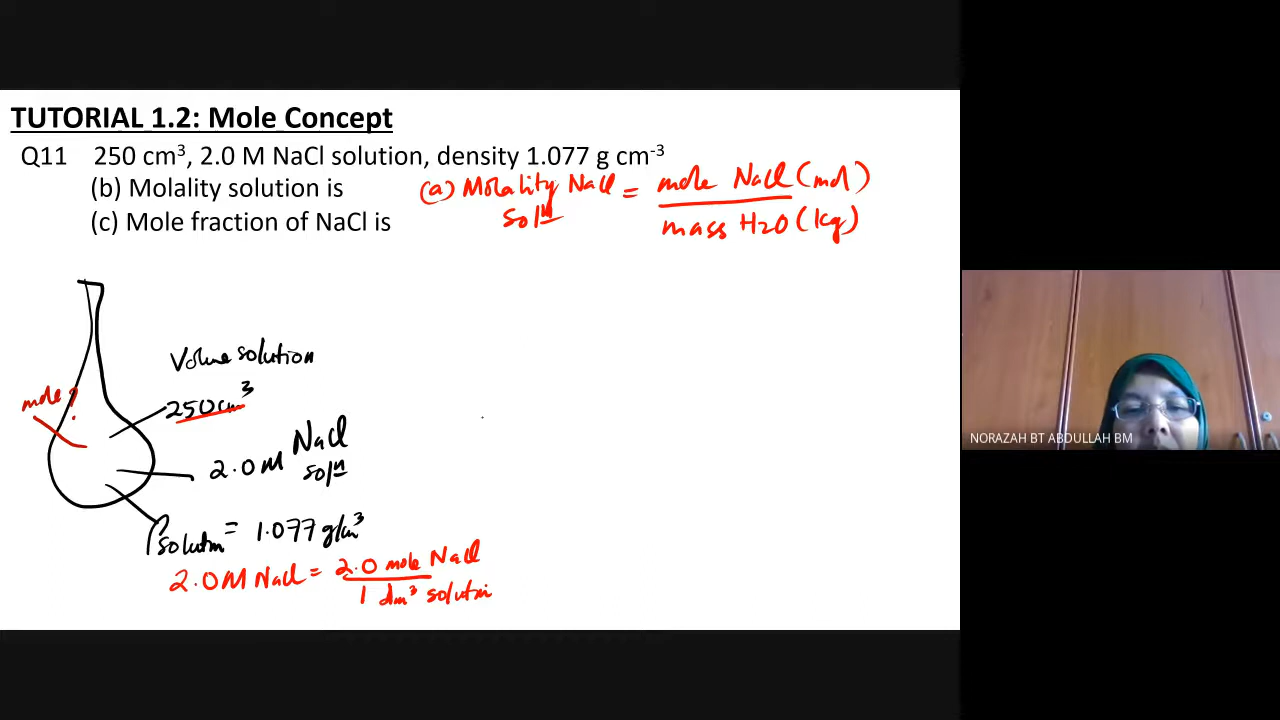 TUTORIAL 1.2: Mole Concept
Q11 250 cm³, 2.0 M NaCl solution, density 1.077 g cm⁻³
(b) Molality solution is
(c) Mole fraction of NaCl is
(a) Molality NaCl soln = mole NaCl (mol)
mass H2O (kg)
Volume solution
250 cm³
mole?
2.0 M NaCl soln
ρ solution = 1.077 g/cm³
2.0 M NaCl = 2.0 mole NaCl
1 dm³ solution
NORAZAH BT ABDULLAH BM